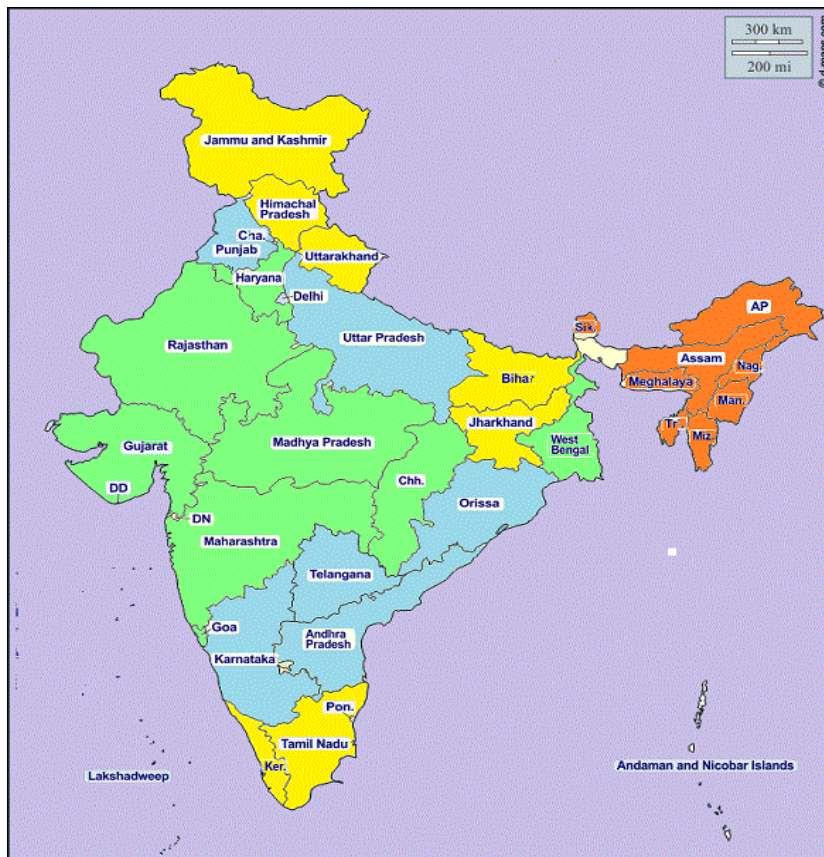 300 km
200 mi
© d-maps.com
Jammu and Kashmir
Himachal
Pradesh
Cha.
Punjab
Uttarakhand
Haryana
Delhi
AP
Sik.
Rajasthan
Uttar Pradesh
Assam
Nag.
Bihar
Meghalaya
Man.
Jharkhand
Tr.
Miz.
Gujarat
Madhya Pradesh
West
Bengal
Chh.
DD
Orissa
DN
Maharashtra
Telangana
Goa
Andhra
Pradesh
Karnataka
Pon.
Tamil Nadu
Ker.
Lakshadweep
Andaman and Nicobar Islands